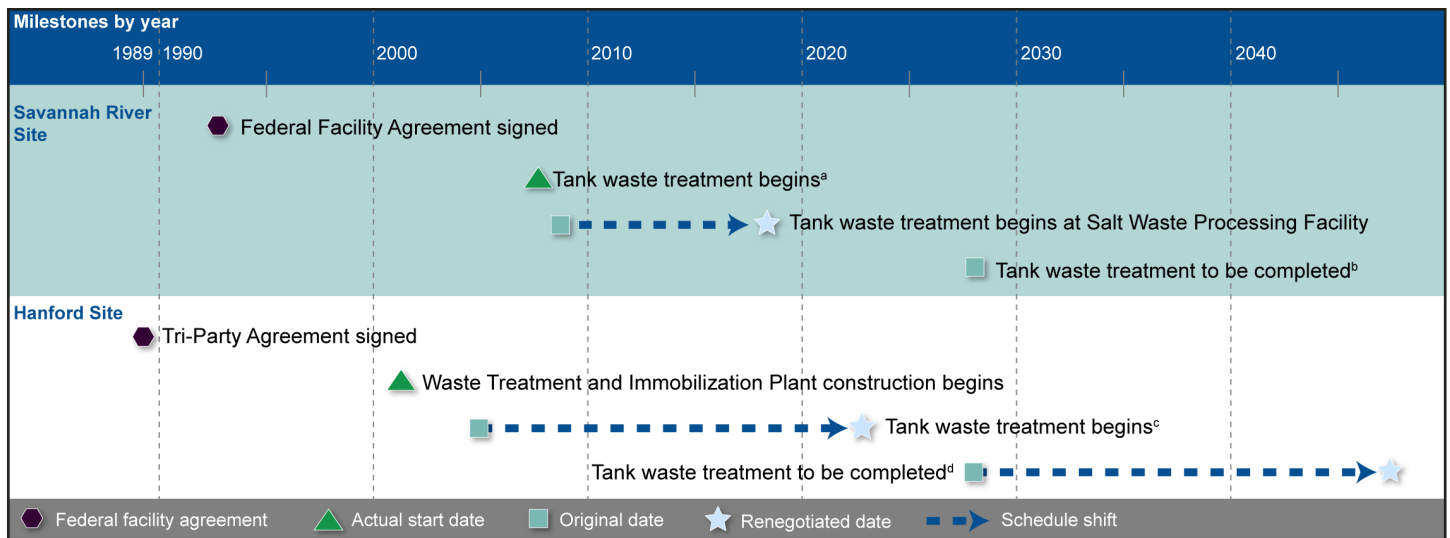 Milestones by year
1989 1990 2000 2010 2020 2030 2040
Savannah River
Site
Federal Facility Agreement signed
Tank waste treatment beginsᵃ
Tank waste treatment begins at Salt Waste Processing Facility
Tank waste treatment to be completedᵇ
Hanford Site
Tri-Party Agreement signed
Waste Treatment and Immobilization Plant construction begins
Tank waste treatment beginsᶜ
Tank waste treatment to be completedᵈ
Federal facility agreement Actual start date Original date Renegotiated date Schedule shift